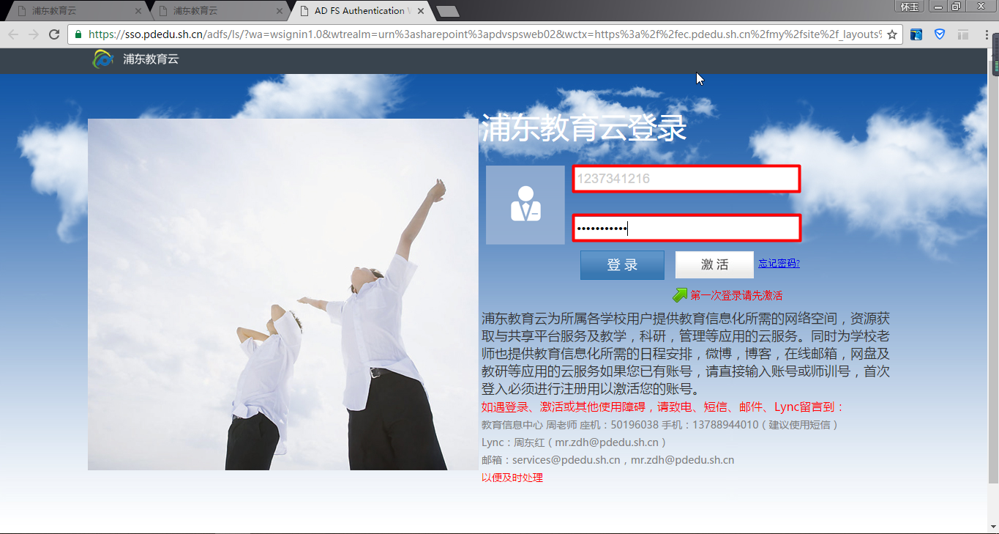 浦东教育云
浦东教育云
AD FS Authentication
怀玉
https://sso.pdedu.sh.cn/adfs/ls/?wa=wsignin1.0&wtrealm=urn%3asharepoint%3apdvspsweb02&wctx=https%3a%2f%2fec.pdedu.sh.cn%2fmy%2fsite%2f_layouts%
浦东教育云
浦东教育云登录
1237341216
•••••••••••
登 录
激 活
忘记密码?
第一次登录请先激活
浦东教育云为所属各学校用户提供教育信息化所需的网络空间，资源获
取与共享平台服务及教学，科研，管理等应用的云服务。同时为学校老
师也提供教育信息化所需的日程安排，微博，博客，在线邮箱，网盘及
教研等应用的云服务如果您已有账号，请直接输入账号或师训号，首次
登入必须进行注册用以激活您的账号。
如遇登录、激活或其他使用障碍，请致电、短信、邮件、Lync留言到：
教育信息中心 周老师 座机：50196038 手机：13788944010（建议使用短信）
Lync：周东红（mr.zdh@pdedu.sh.cn）
邮箱：services@pdedu.sh.cn，mr.zdh@pdedu.sh.cn
以便及时处理